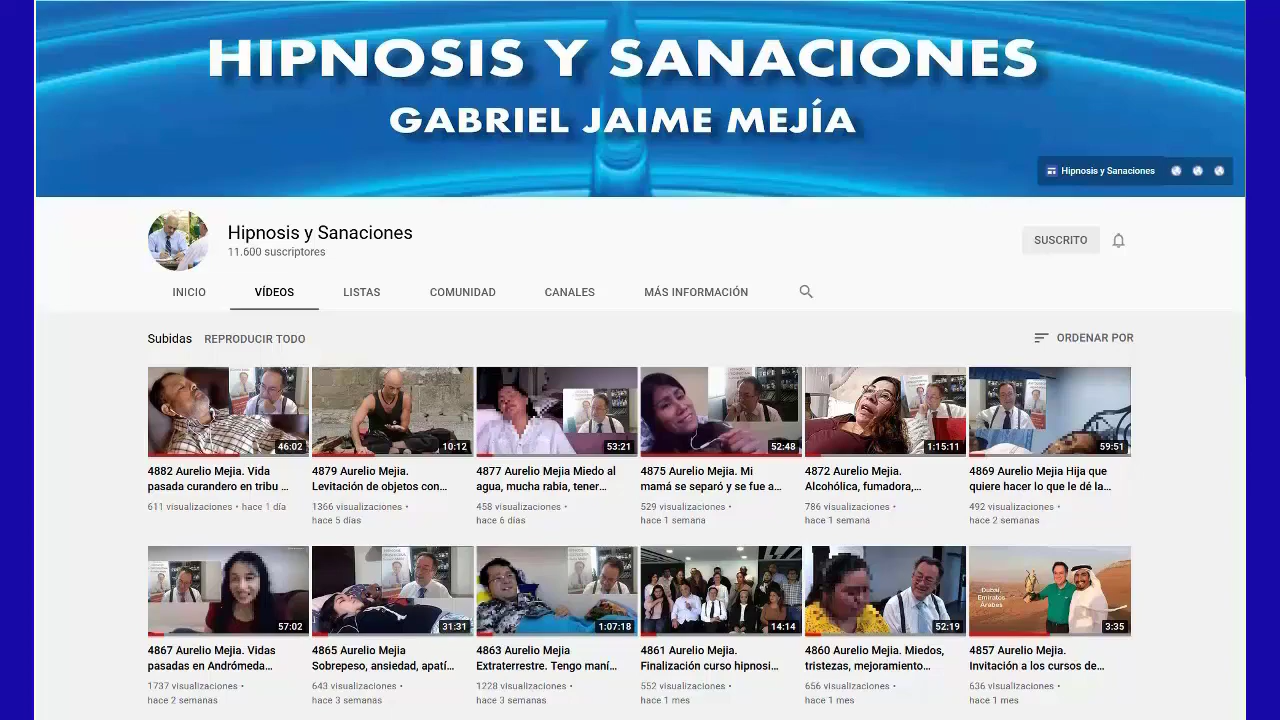 HIPNOSIS Y SANACIONES
GABRIEL JAIME MEJÍA
Hipnosis y Sanaciones
Hipnosis y Sanaciones
11.600 suscriptores
SUSCRITO
INICIO VÍDEOS LISTAS COMUNIDAD CANALES MÁS INFORMACIÓN
Subidas REPRODUCIR TODO ORDENAR POR
46:02
10:12
53:21
52:48
1:15:11
59:51
4882 Aurelio Mejia. Vida
pasada curandero en tribu ...
611 visualizaciones • hace 1 día
4879 Aurelio Mejia.
Levitación de objetos con...
1366 visualizaciones •
hace 5 días
4877 Aurelio Mejia Miedo al
agua, mucha rabia, tener...
458 visualizaciones •
hace 6 días
4875 Aurelio Mejia. Mi
mamá se separó y se fue a...
529 visualizaciones •
hace 1 semana
4872 Aurelio Mejia.
Alcohólica, fumadora,...
786 visualizaciones •
hace 1 semana
4869 Aurelio Mejia Hija que
quiere hacer lo que le dé la...
492 visualizaciones •
hace 2 semanas
57:02
31:31
1:07:18
14:14
52:19
Dubai,
Emiratos
Arabes
3:35
4867 Aurelio Mejia. Vidas
pasadas en Andrómeda...
1737 visualizaciones •
hace 2 semanas
4865 Aurelio Mejia.
Sobrepeso, ansiedad, apatí...
643 visualizaciones •
hace 3 semanas
4863 Aurelio Mejia
Extraterrestre. Tengo maní...
1228 visualizaciones •
hace 3 semanas
4861 Aurelio Mejia.
Finalización curso hipnosi...
552 visualizaciones •
hace 1 mes
4860 Aurelio Mejia. Miedos,
tristezas, mejoramiento...
656 visualizaciones •
hace 1 mes
4857 Aurelio Mejia.
Invitación a los cursos de...
636 visualizaciones •
hace 1 mes